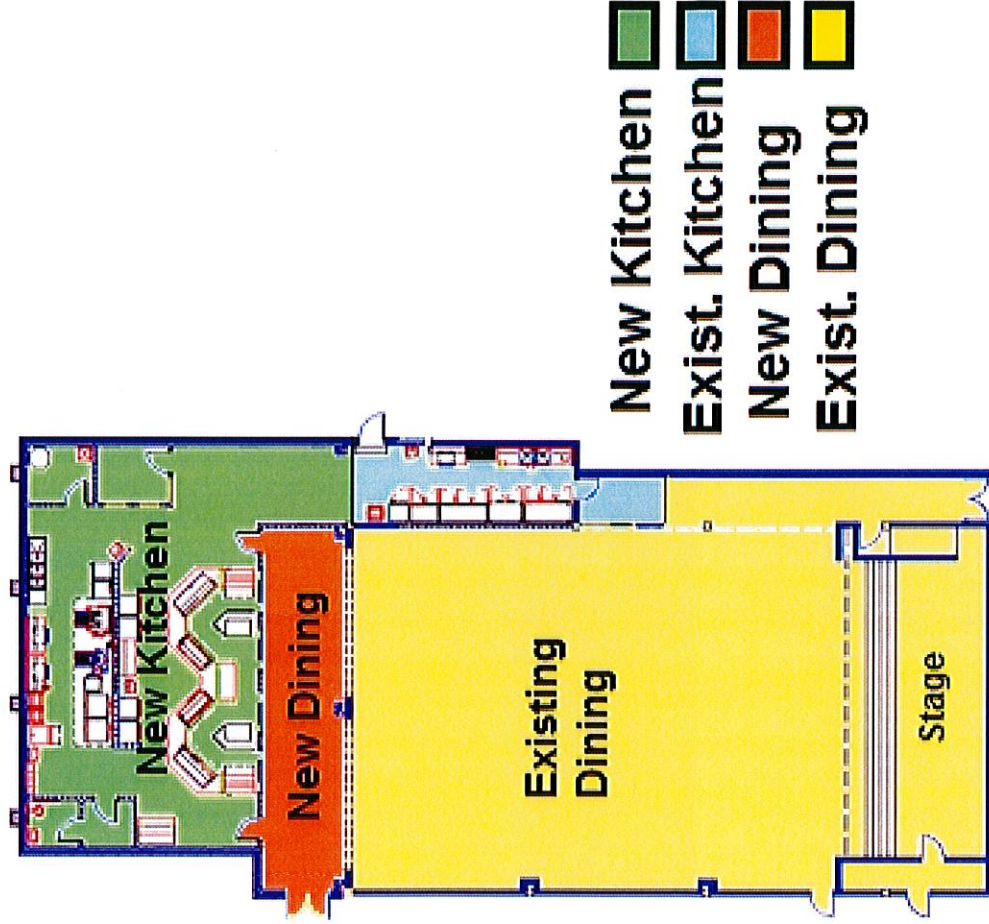 New Kitchen
New Dining
Existing
Dining
Stage
New Kitchen
Exist. Kitchen
New Dining
Exist. Dining